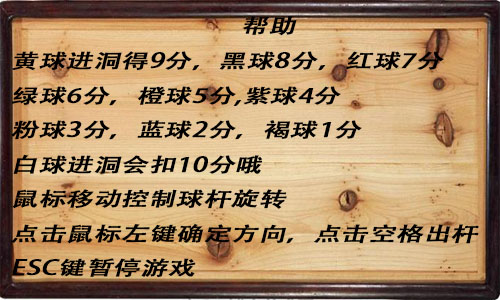 帮助
黄球进洞得9分，黑球8分，红球7分
绿球6分，橙球5分,紫球4分
粉球3分，蓝球2分，褐球1分
白球进洞会扣10分哦
鼠标移动控制球杆旋转
点击鼠标左键确定方向，点击空格出杆
ESC键暂停游戏